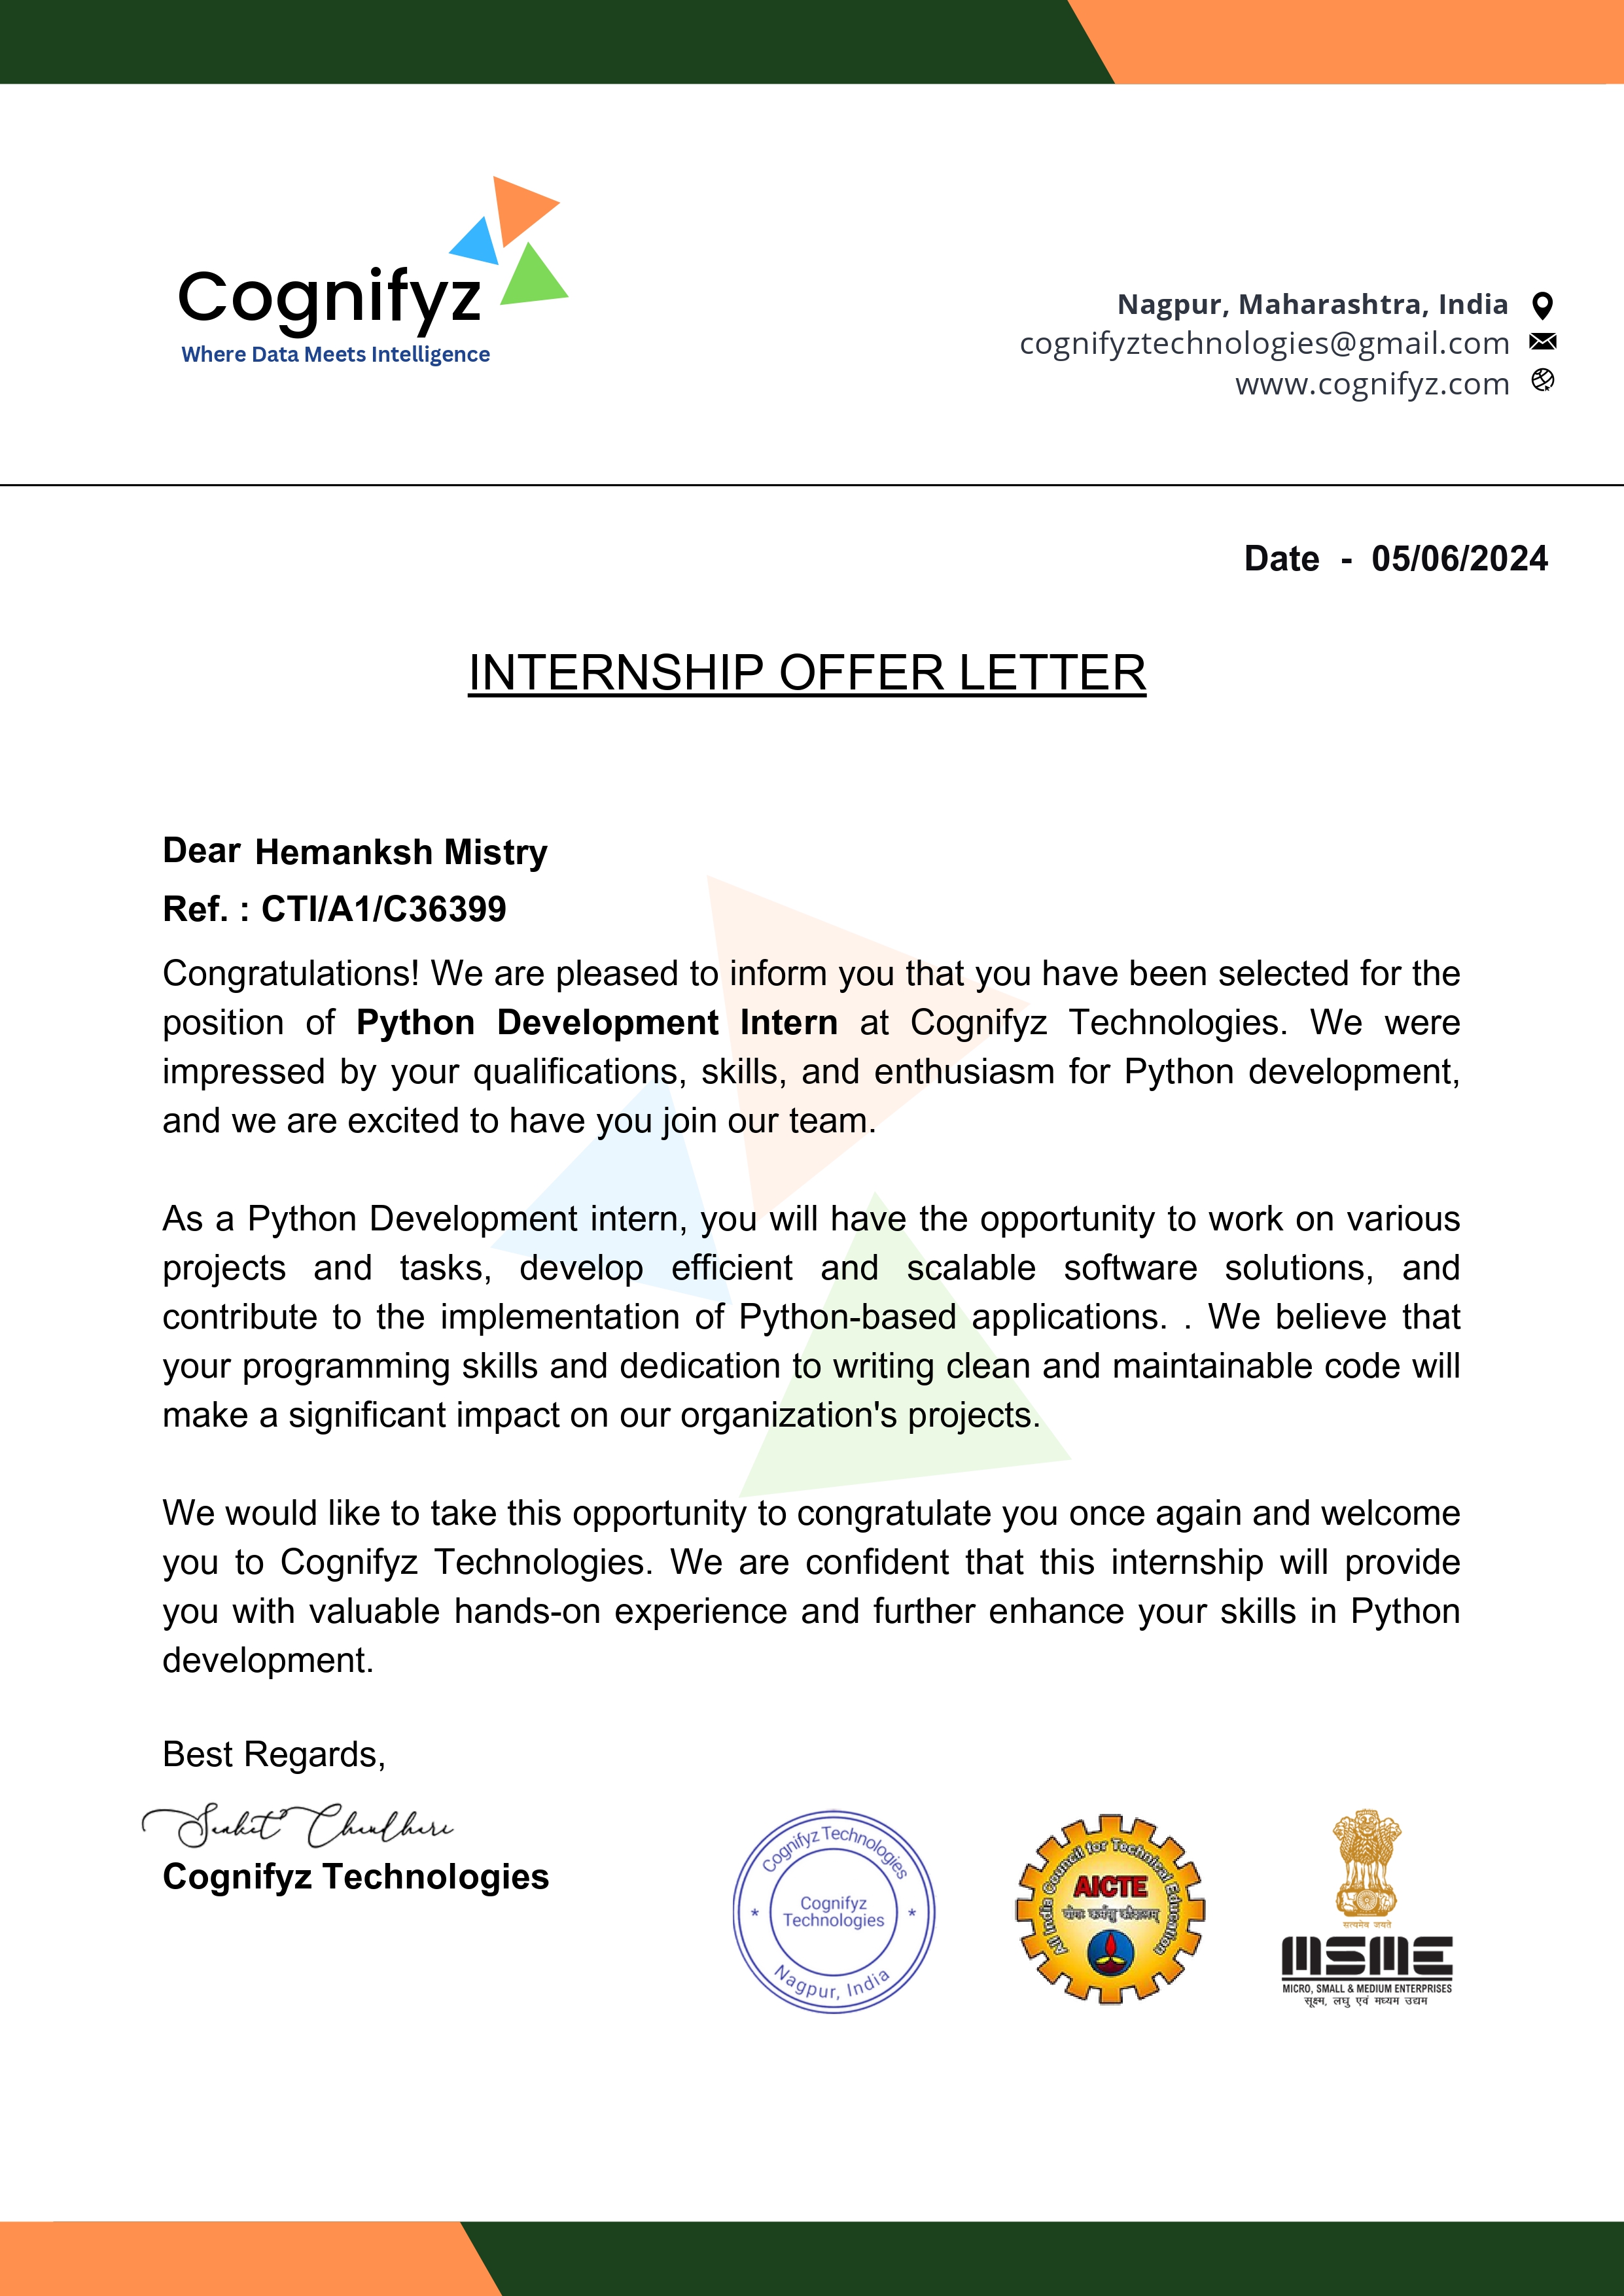 Cognifyz
Where Data Meets Intelligence
Nagpur, Maharashtra, India
cognifyztechnologies@gmail.com
www.cognifyz.com
Date - 05/06/2024
INTERNSHIP OFFER LETTER
Dear Hemanksh Mistry
Ref. : CTI/A1/C36399
Congratulations! We are pleased to inform you that you have been selected for the
position of Python Development Intern at Cognifyz Technologies. We were
impressed by your qualifications, skills, and enthusiasm for Python development,
and we are excited to have you join our team.
As a Python Development intern, you will have the opportunity to work on various
projects and tasks, develop efficient and scalable software solutions, and
contribute to the implementation of Python-based applications. . We believe that
your programming skills and dedication to writing clean and maintainable code will
make a significant impact on our organization's projects.
We would like to take this opportunity to congratulate you once again and welcome
you to Cognifyz Technologies. We are confident that this internship will provide
you with valuable hands-on experience and further enhance your skills in Python
development.
Best Regards,
Cognifyz Technologies
Cognifyz Technologies
Cognifyz
Technologies
* *
Nagpur, India
All India Council for Technical Education
AICTE
योगः कर्मसु कौशलम्
सत्यमेव जयते
MSME
MICRO, SMALL & MEDIUM ENTERPRISES
सूक्ष्म, लघु एवं मध्यम उद्यम